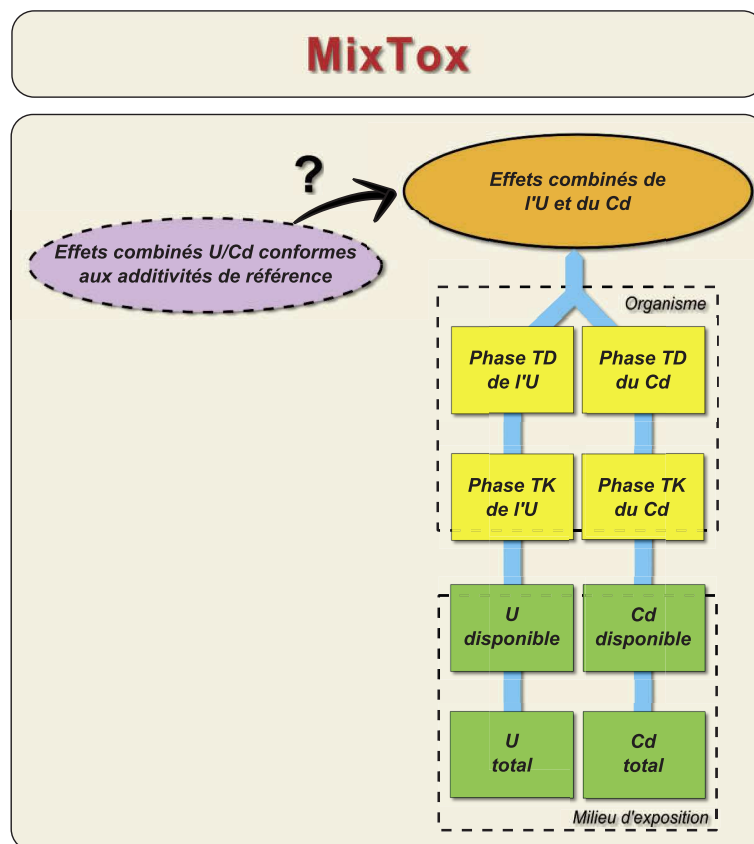 MixTox
?
Effets combinés de
l'U et du Cd
Effets combinés U/Cd conformes
aux additivités de référence
Organisme
Phase TD
de l'U
Phase TD
du Cd
Phase TK
de l'U
Phase TK
du Cd
U
disponible
Cd
disponible
U
total
Cd
total
Milieu d'exposition